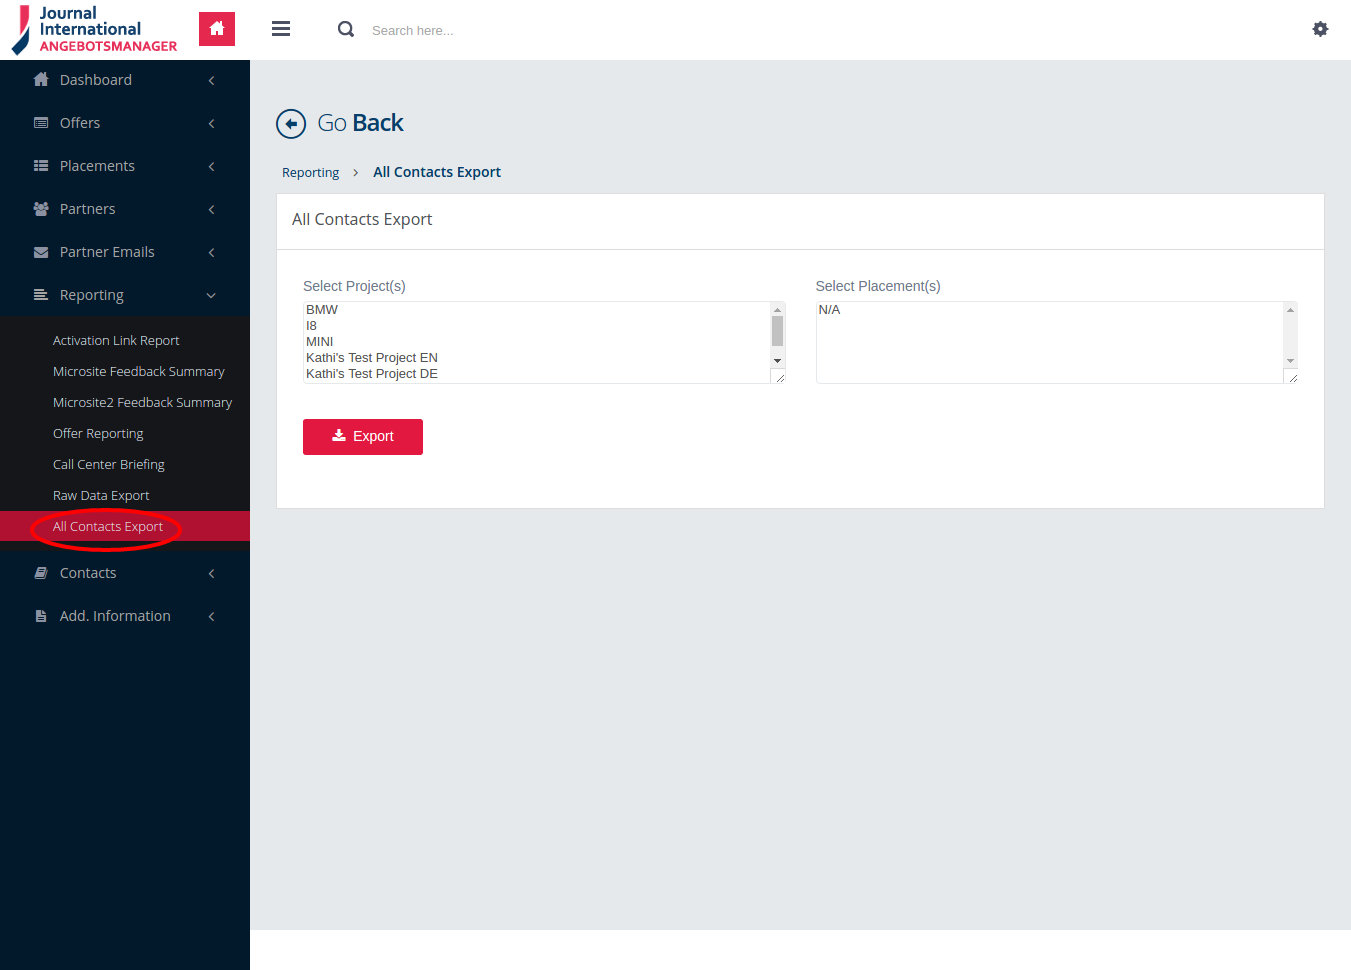 Journal
International
ANGEBOTSMANAGER
Search here...
Dashboard
Offers
Placements
Partners
Partner Emails
Reporting
Activation Link Report
Microsite Feedback Summary
Microsite2 Feedback Summary
Offer Reporting
Call Center Briefing
Raw Data Export
All Contacts Export
Contacts
Add. Information
Go Back
Reporting > All Contacts Export
All Contacts Export
Select Project(s)
BMW
I8
MINI
Kathi's Test Project EN
Kathi's Test Project DE
Select Placement(s)
N/A
Export